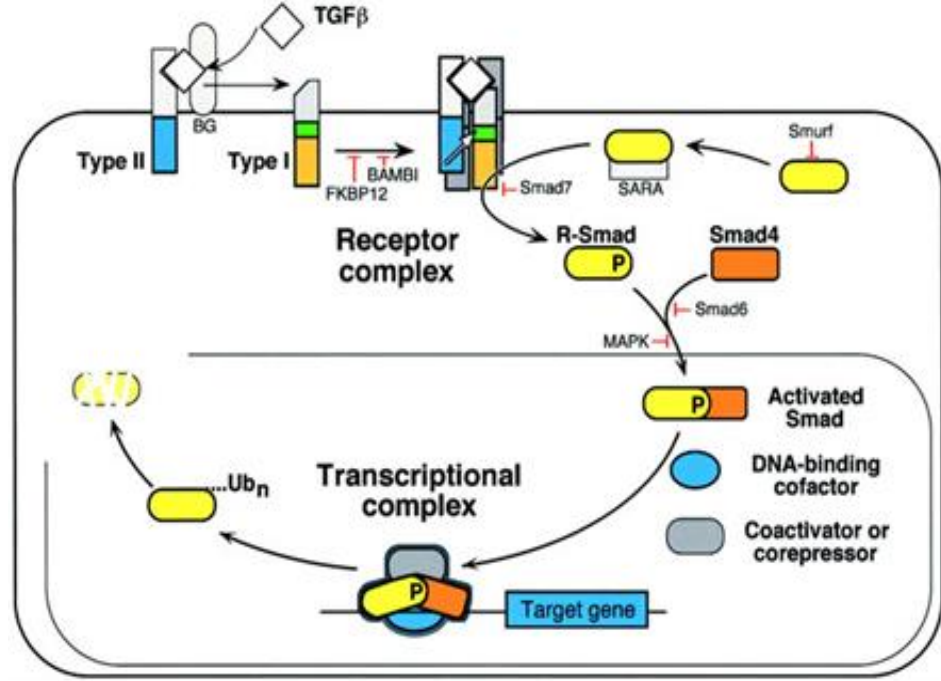 TGFβ
BG
Type II
Type I
FKBP12
BAMBI
Smad7
SARA
Smurf
Receptor
complex
R-Smad
Smad4
P
Smad6
MAPK
P
Activated
Smad
DNA-binding
cofactor
Coactivator or
corepressor
Transcriptional
complex
....Ubn
P
Target gene